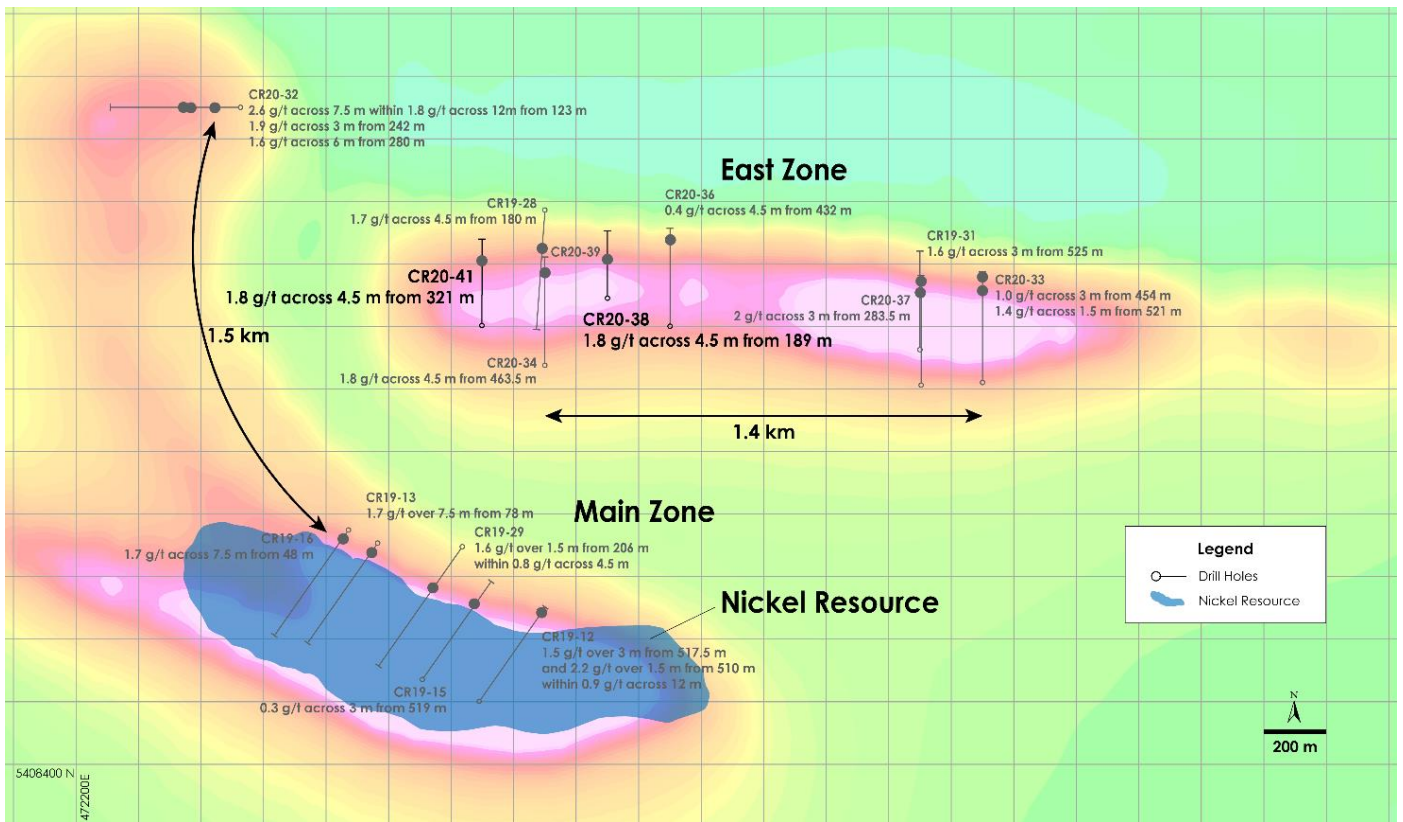 CR20-32
2.6 g/t across 7.5 m within 1.8 g/t across 12m from 123 m
1.9 g/t across 3 m from 242 m
1.6 g/t across 6 m from 280 m
East Zone
CR19-28
1.7 g/t across 4.5 m from 180 m
CR20-36
0.4 g/t across 4.5 m from 432 m
CR20-39
CR19-31
1.6 g/t across 3 m from 525 m
CR20-41
1.8 g/t across 4.5 m from 321 m
CR20-33
1.0 g/t across 3 m from 454 m
1.4 g/t across 1.5 m from 521 m
CR20-37
2 g/t across 3 m from 283.5 m
CR20-38
1.8 g/t across 4.5 m from 189 m
1.5 km
CR20-34
1.8 g/t across 4.5 m from 463.5 m
1.4 km
CR19-13
1.7 g/t over 7.5 m from 78 m
Main Zone
CR19-16
1.7 g/t across 7.5 m from 48 m
CR19-29
1.6 g/t over 1.5 m from 206 m
within 0.8 g/t across 4.5 m
Nickel Resource
CR19-12
1.5 g/t over 3 m from 517.5 m
and 2.2 g/t over 1.5 m from 510 m
within 0.9 g/t across 12 m
CR19-15
0.3 g/t across 3 m from 519 m
Legend
Drill Holes
Nickel Resource
N
200 m
5408400 N
472200E